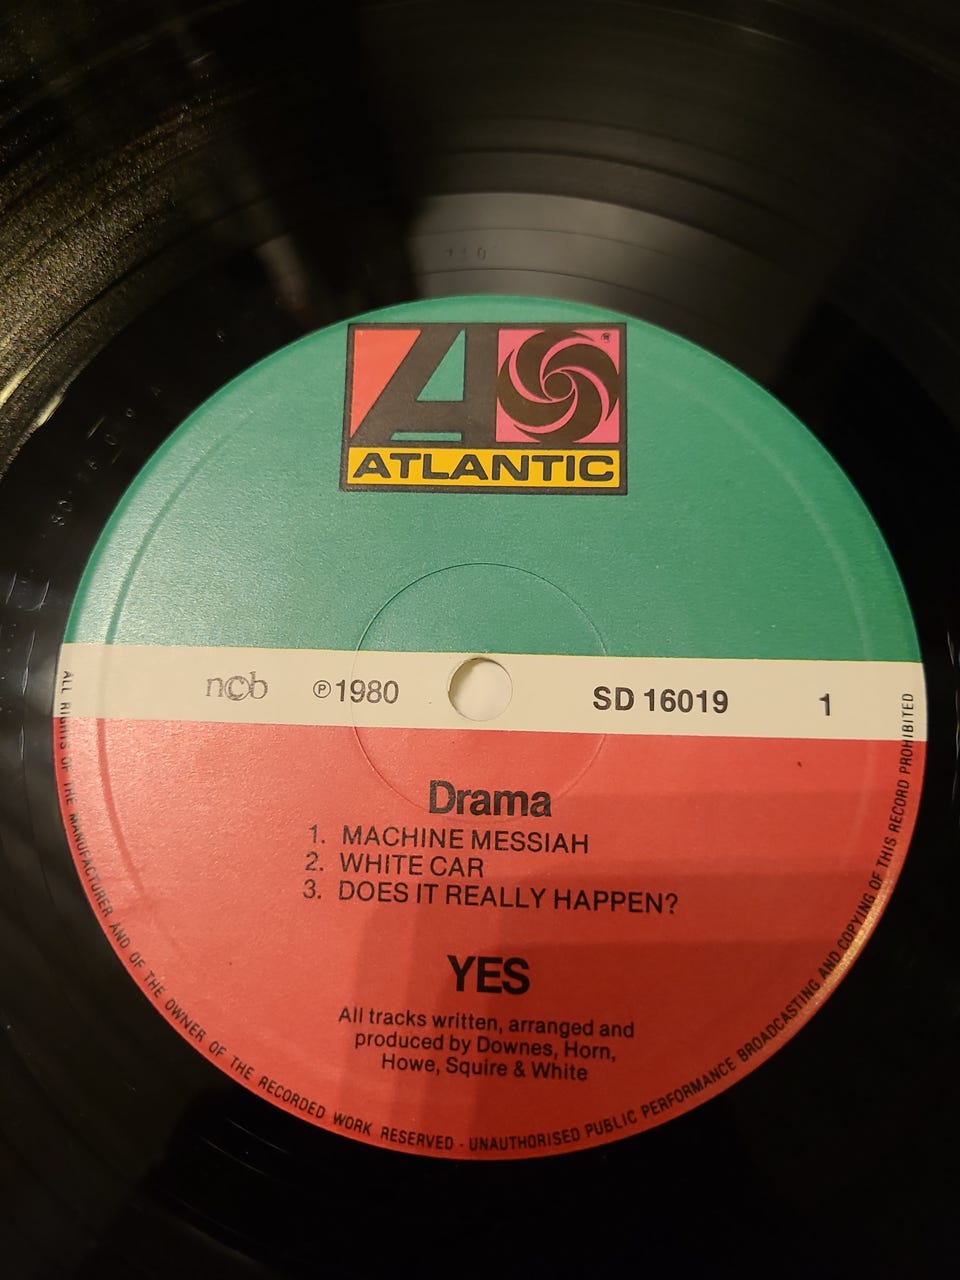 ATLANTIC
ncb ℗1980 SD 16019 1
Drama
1. MACHINE MESSIAH
2. WHITE CAR
3. DOES IT REALLY HAPPEN?
YES
All tracks written, arranged and
produced by Downes, Horn,
Howe, Squire & White
ALL RIGHTS OF THE MANUFACTURER AND OF THE OWNER OF THE RECORDED WORK RESERVED · UNAUTHORISED PUBLIC PERFORMANCE BROADCASTING AND COPYING OF THIS RECORD PROHIBITED